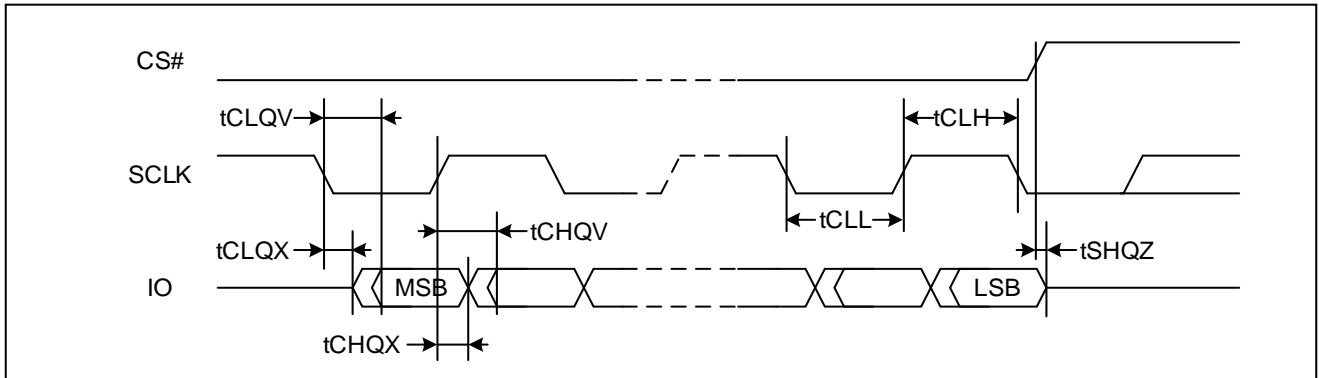 CS#
tCLQV
tCLH
SCLK
tCLL
tCHQV
tCLQX
tSHQZ
IO
MSB
LSB
tCHQX